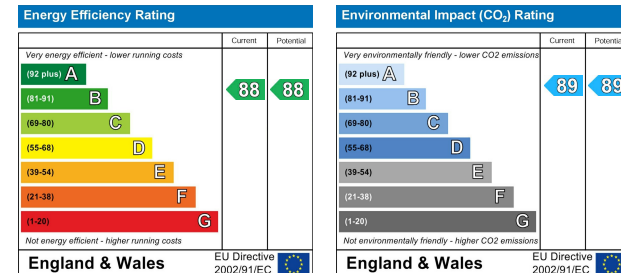 Energy Efficiency Rating
Current Potential
Very energy efficient - lower running costs
(92 plus) A
(81-91) B
88 88
(69-80) C
(55-68) D
(39-54) E
(21-38) F
(1-20) G
Not energy efficient - higher running costs
England & Wales
EU Directive
2002/91/EC
Environmental Impact (CO₂) Rating
Current Potentia
Very environmentally friendly - lower CO2 emissions
(92 plus) A
89 89
(81-91) B
(69-80) C
(55-68) D
(39-54) E
(21-38) F
(1-20) G
Not environmentally friendly - higher CO2 emissions
England & Wales
EU Directive
2002/91/EC